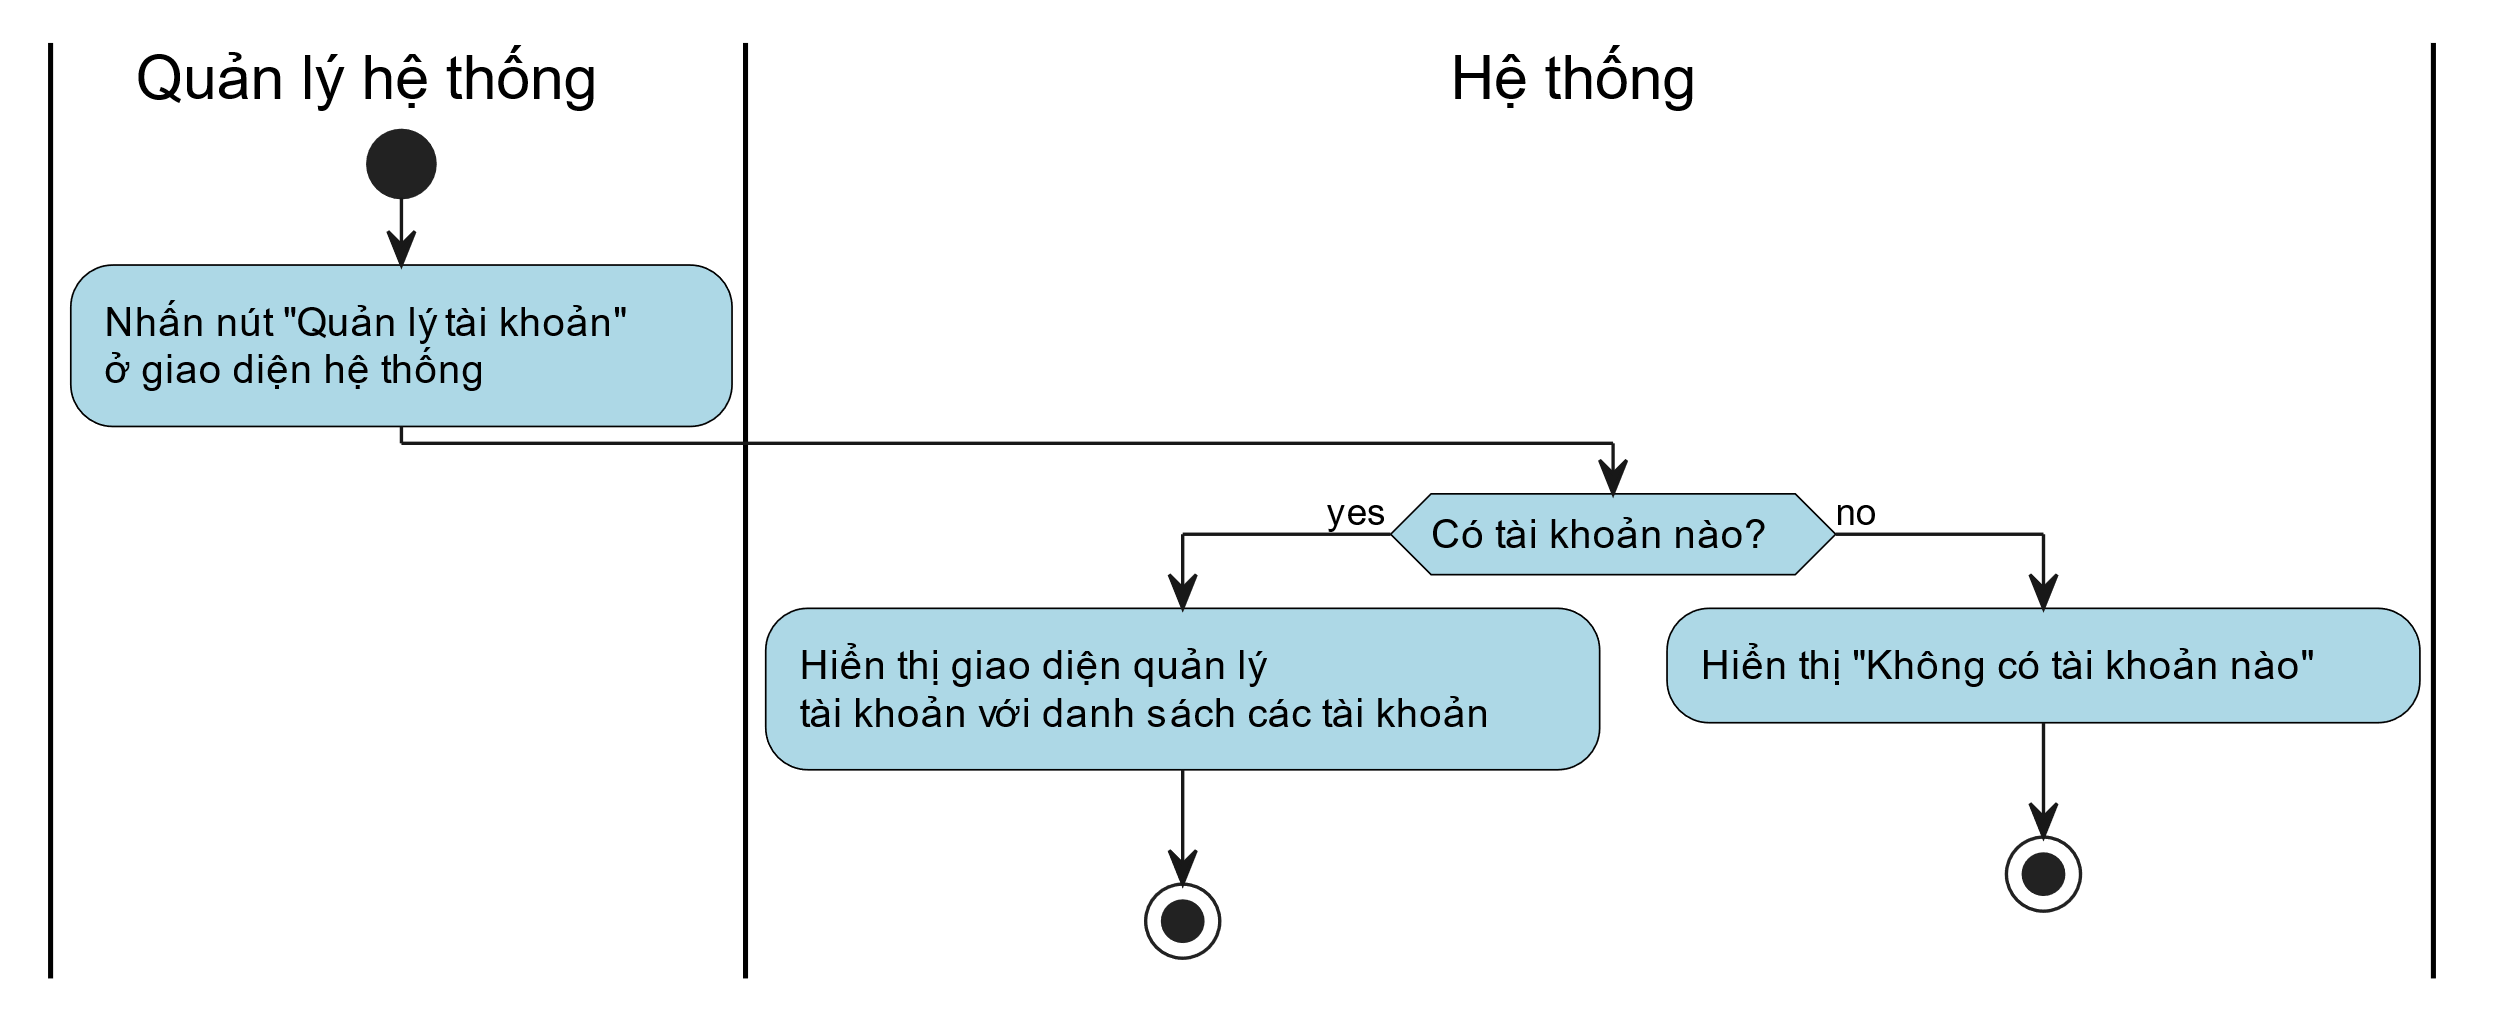 Quản lý hệ thống
Hệ thống
Nhấn nút "Quản lý tài khoản"
ở giao diện hệ thống
yes
Có tài khoản nào?
no
Hiển thị giao diện quản lý
tài khoản với danh sách các tài khoản
Hiển thị "Không có tài khoản nào"